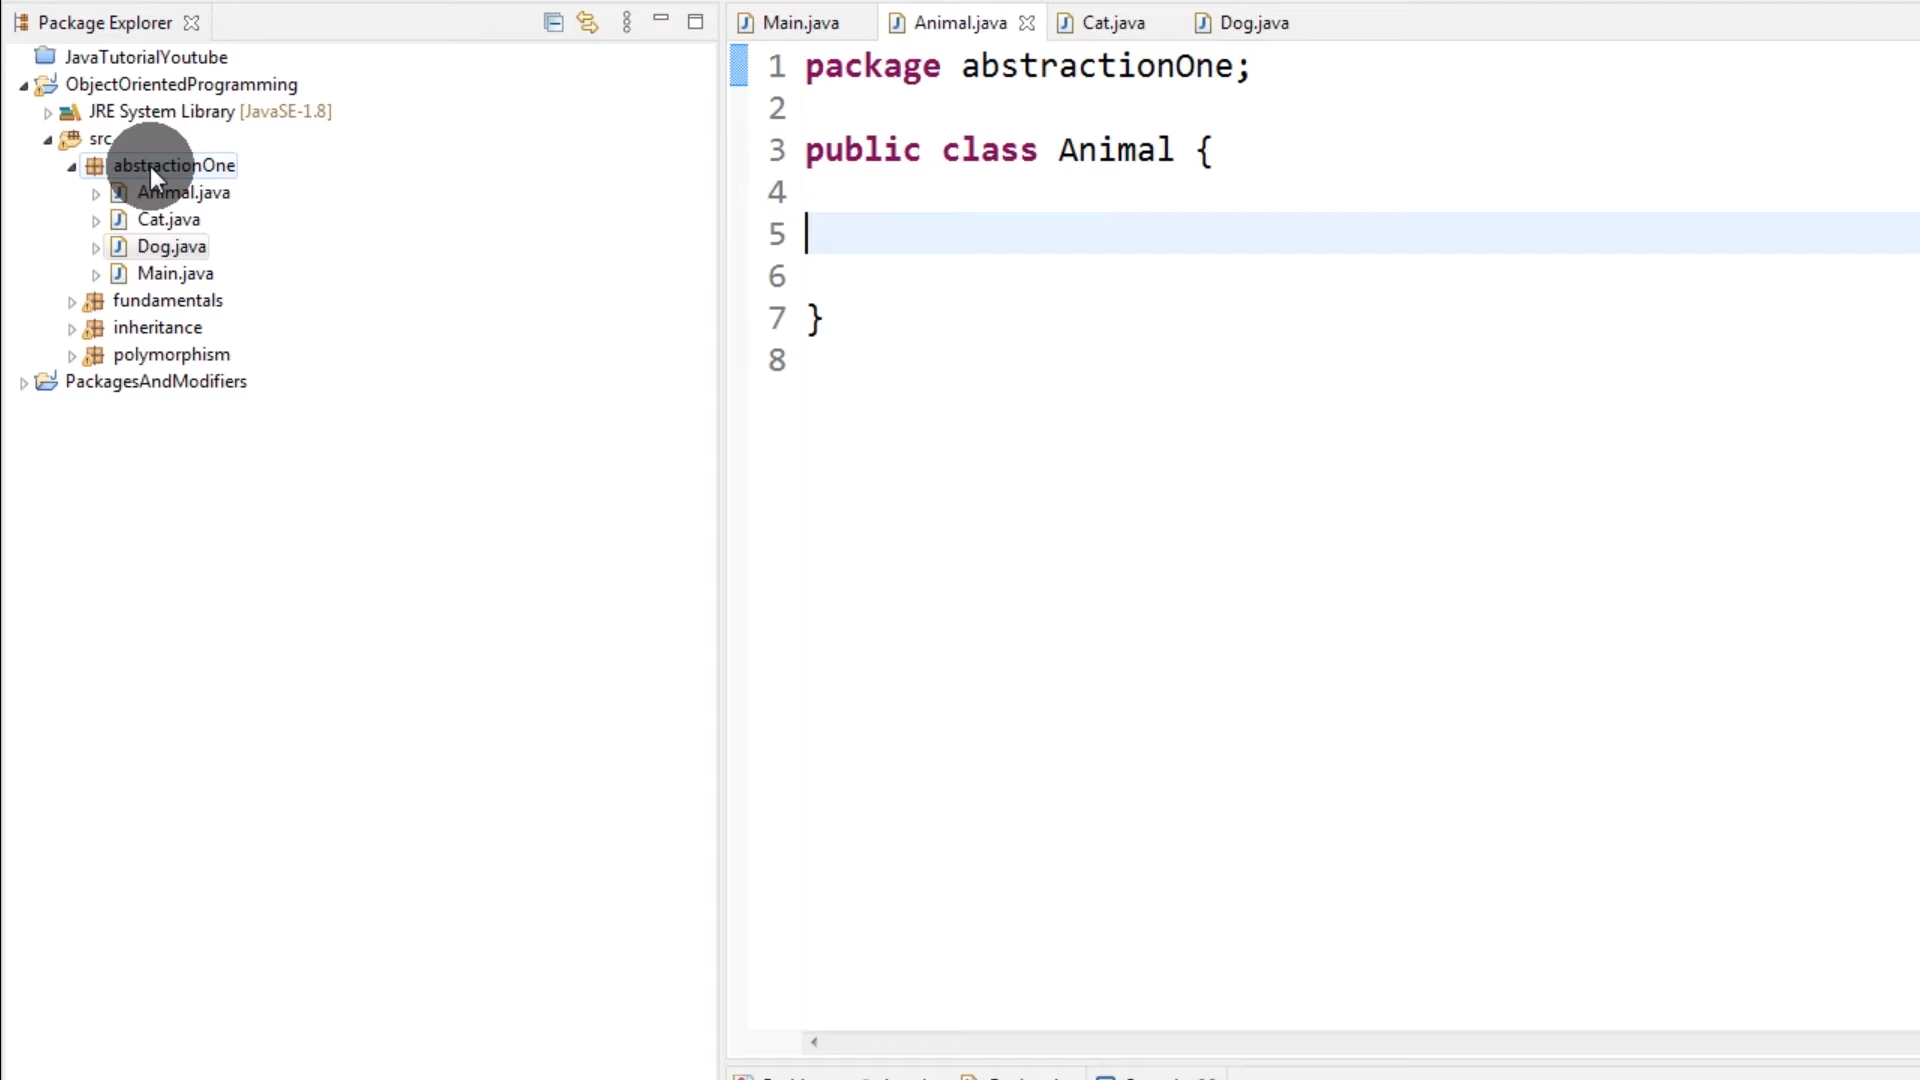 Package Explorer
JavaTutorialYoutube
ObjectOrientedProgramming
JRE System Library [JavaSE-1.8]
src
abstractionOne
Animal.java
Cat.java
Dog.java
Main.java
fundamentals
inheritance
polymorphism
PackagesAndModifiers
Main.java
Animal.java
Cat.java
Dog.java
1 package abstractionOne;
2
3 public class Animal {
4
5
6
7 }
8